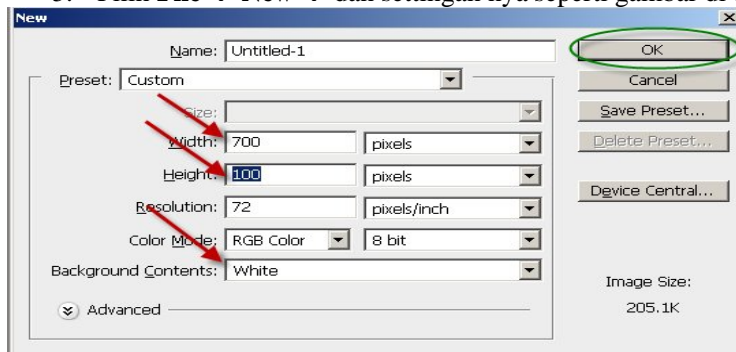 New
Name: Untitled-1
OK
Preset: Custom
Cancel
Size:
Save Preset...
Width: 700 pixels
Delete Preset...
Height: 100 pixels
Device Central...
Resolution: 72 pixels/inch
Color Mode: RGB Color 8 bit
Background Contents: White
Image Size:
Advanced
205.1K